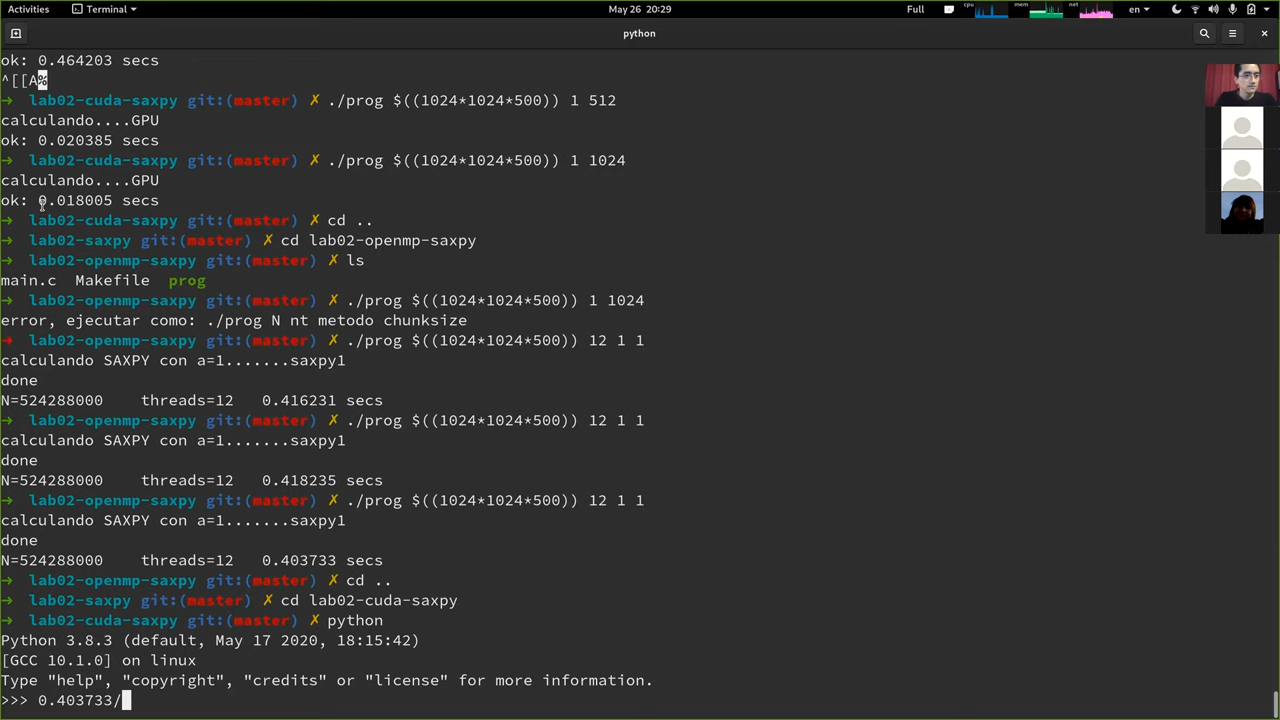 Activities Terminal May 26 20:29 Full cpu mem net en
python
ok: 0.464203 secs
^[[A%
→ lab02-cuda-saxpy git:(master) ✗ ./prog $((1024*1024*500)) 1 512
calculando....GPU
ok: 0.020385 secs
→ lab02-cuda-saxpy git:(master) ✗ ./prog $((1024*1024*500)) 1 1024
calculando....GPU
ok: 0.018005 secs
→ lab02-cuda-saxpy git:(master) ✗ cd ..
→ lab02-saxpy git:(master) ✗ cd lab02-openmp-saxpy
→ lab02-openmp-saxpy git:(master) ✗ ls
main.c Makefile prog
→ lab02-openmp-saxpy git:(master) ✗ ./prog $((1024*1024*500)) 1 1024
error, ejecutar como: ./prog N nt metodo chunksize
→ lab02-openmp-saxpy git:(master) ✗ ./prog $((1024*1024*500)) 12 1 1
calculando SAXPY con a=1.......saxpy1
done
N=524288000 threads=12 0.416231 secs
→ lab02-openmp-saxpy git:(master) ✗ ./prog $((1024*1024*500)) 12 1 1
calculando SAXPY con a=1.......saxpy1
done
N=524288000 threads=12 0.418235 secs
→ lab02-openmp-saxpy git:(master) ✗ ./prog $((1024*1024*500)) 12 1 1
calculando SAXPY con a=1.......saxpy1
done
N=524288000 threads=12 0.403733 secs
→ lab02-openmp-saxpy git:(master) ✗ cd ..
→ lab02-saxpy git:(master) ✗ cd lab02-cuda-saxpy
→ lab02-cuda-saxpy git:(master) ✗ python
Python 3.8.3 (default, May 17 2020, 18:15:42)
[GCC 10.1.0] on linux
Type "help", "copyright", "credits" or "license" for more information.
>>> 0.403733/